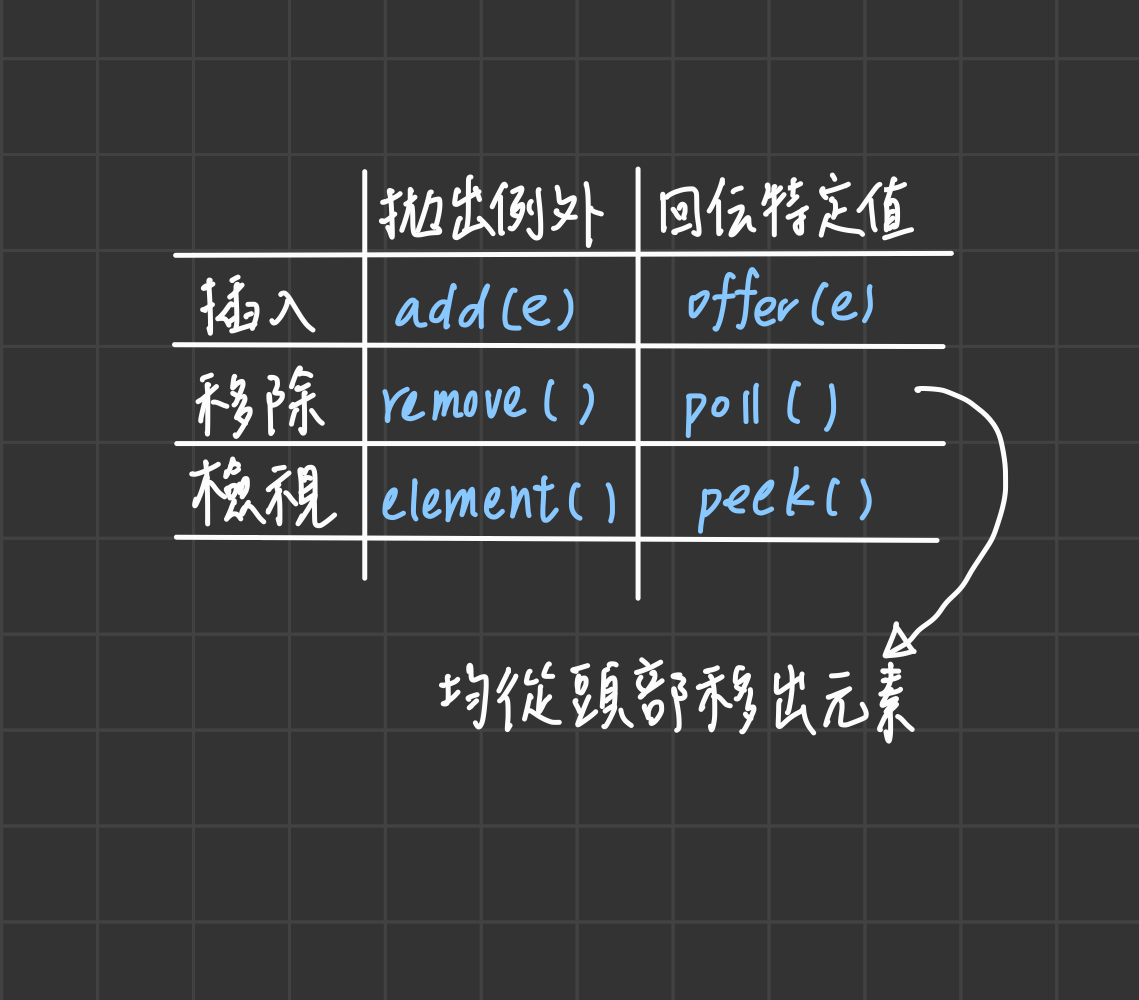 拋出例外 回伝特定值
插入 add(e) offer(e)
移除 remove() poll()
檢視 element() peek()
均從頭部移出元素